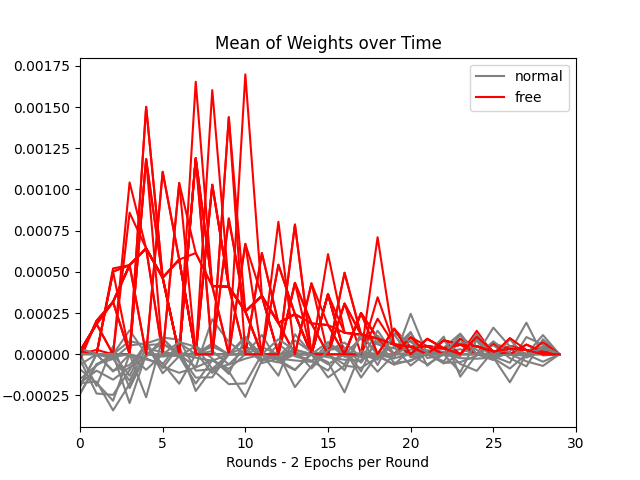 Mean of Weights over Time
0.00175
0.00150
0.00125
0.00100
0.00075
0.00050
0.00025
0.00000
−0.00025
normal
free
0 5 10 15 20 25 30
Rounds - 2 Epochs per Round